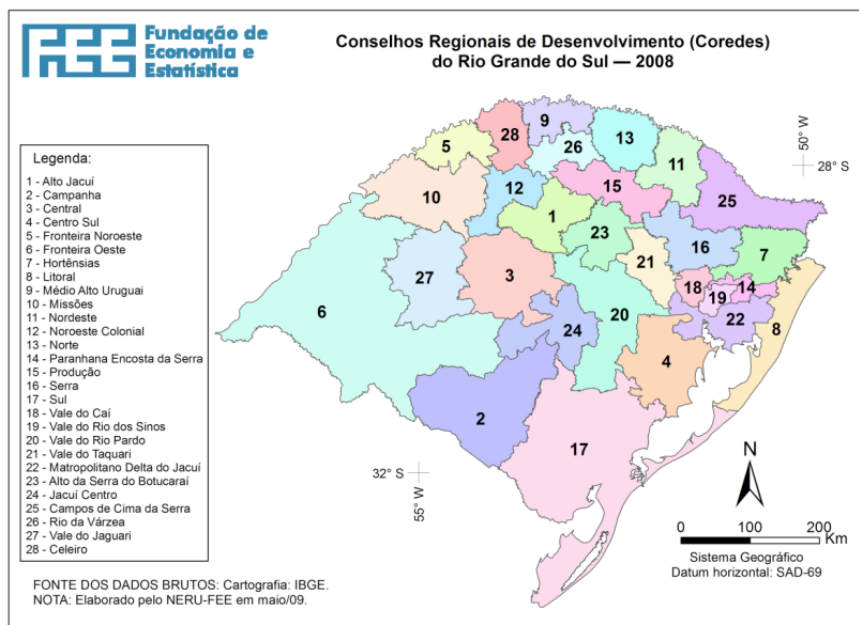 FEE
Fundação de
Economia e
Estatística
Conselhos Regionais de Desenvolvimento (Coredes)
do Rio Grande do Sul — 2008
Legenda:
1 - Alto Jacuí
2 - Campanha
3 - Central
4 - Centro Sul
5 - Fronteira Noroeste
6 - Fronteira Oeste
7 - Hortênsias
8 - Litoral
9 - Médio Alto Uruguai
10 - Missões
11 - Nordeste
12 - Noroeste Colonial
13 - Norte
14 - Paranhana Encosta da Serra
15 - Produção
16 - Serra
17 - Sul
18 - Vale do Caí
19 - Vale do Rio dos Sinos
20 - Vale do Rio Pardo
21 - Vale do Taquari
22 - Matropolitano Delta do Jacuí
23 - Alto da Serra do Botucaraí
24 - Jacuí Centro
25 - Campos de Cima da Serra
26 - Rio da Várzea
27 - Vale do Jaguari
28 - Celeiro
50° W
28° S
9
28
13
5
26
11
12
15
10
25
1
23
16
7
21
27
3
18
14
19
6
20
22
24
8
4
2
17
32° S
55° W
N
0 100 200
Km
Sistema Geográfico
Datum horizontal: SAD-69
FONTE DOS DADOS BRUTOS: Cartografia: IBGE.
NOTA: Elaborado pelo NERU-FEE em maio/09.